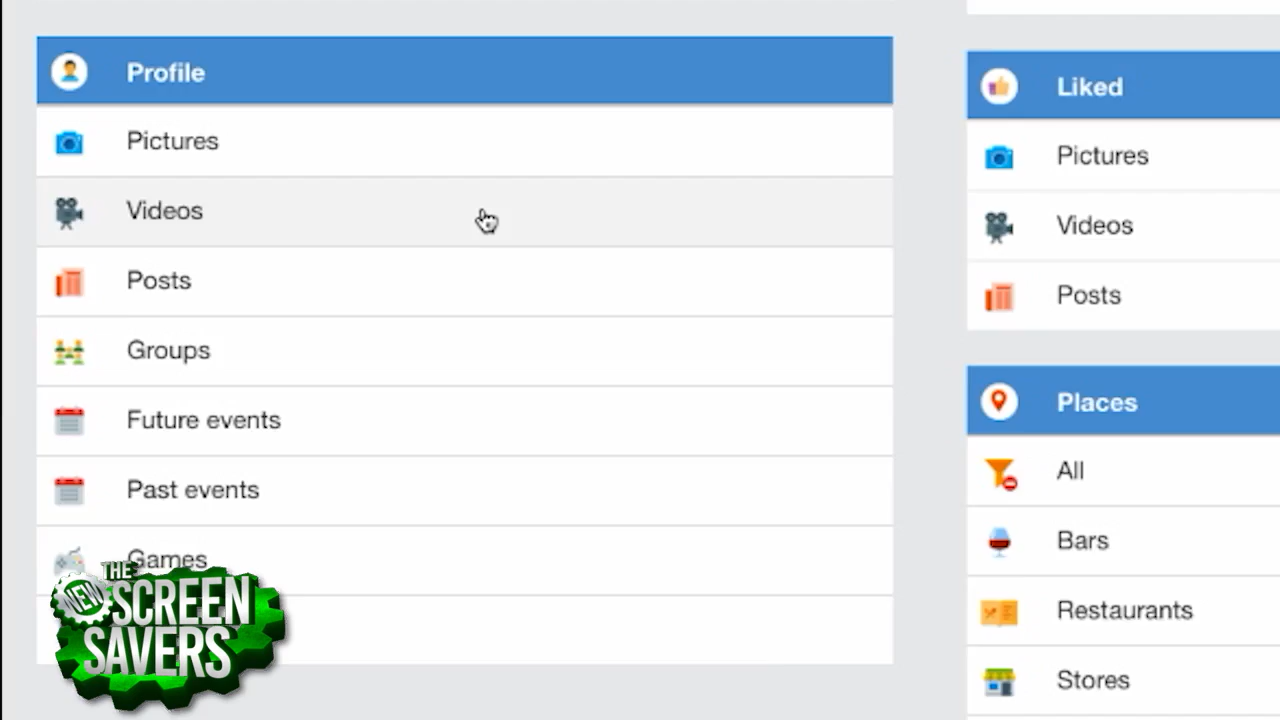 Profile
Pictures
Videos
Posts
Groups
Future events
Past events
Games
Liked
Pictures
Videos
Posts
Places
All
Bars
Restaurants
Stores
THE
NEW
SCREEN
SAVERS